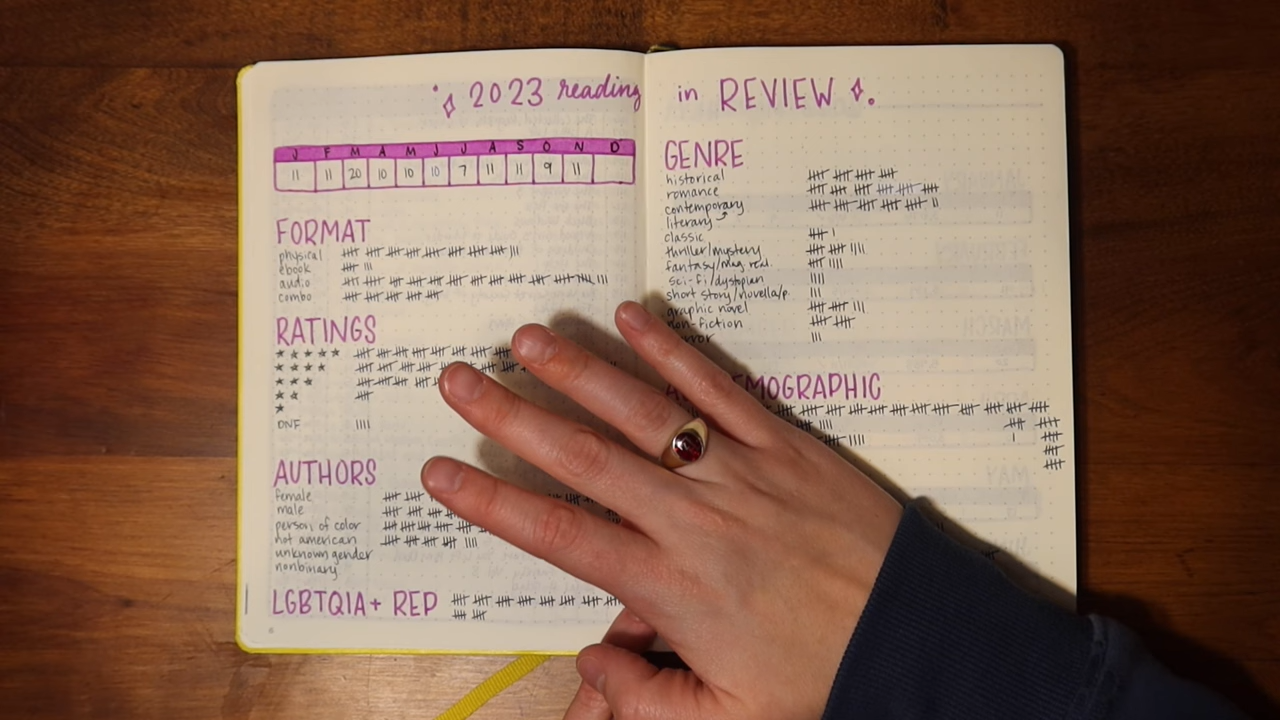 2023 reading in REVIEW
J F M A M J J A S O N D
11 11 20 10 10 10 7 11 11 9 11
FORMAT
physical
ebook
audio
combo
RATINGS
DNF
AUTHORS
female
male
person of color
not american
unknown gender
nonbinary
LGBTQIA+ REP
6
GENRE
historical
romance
contemporary
literary
classic
thriller/mystery
fantasy/mag real.
sci-fi/dystopian
short story/novella/p.
graphic novel
non-fiction